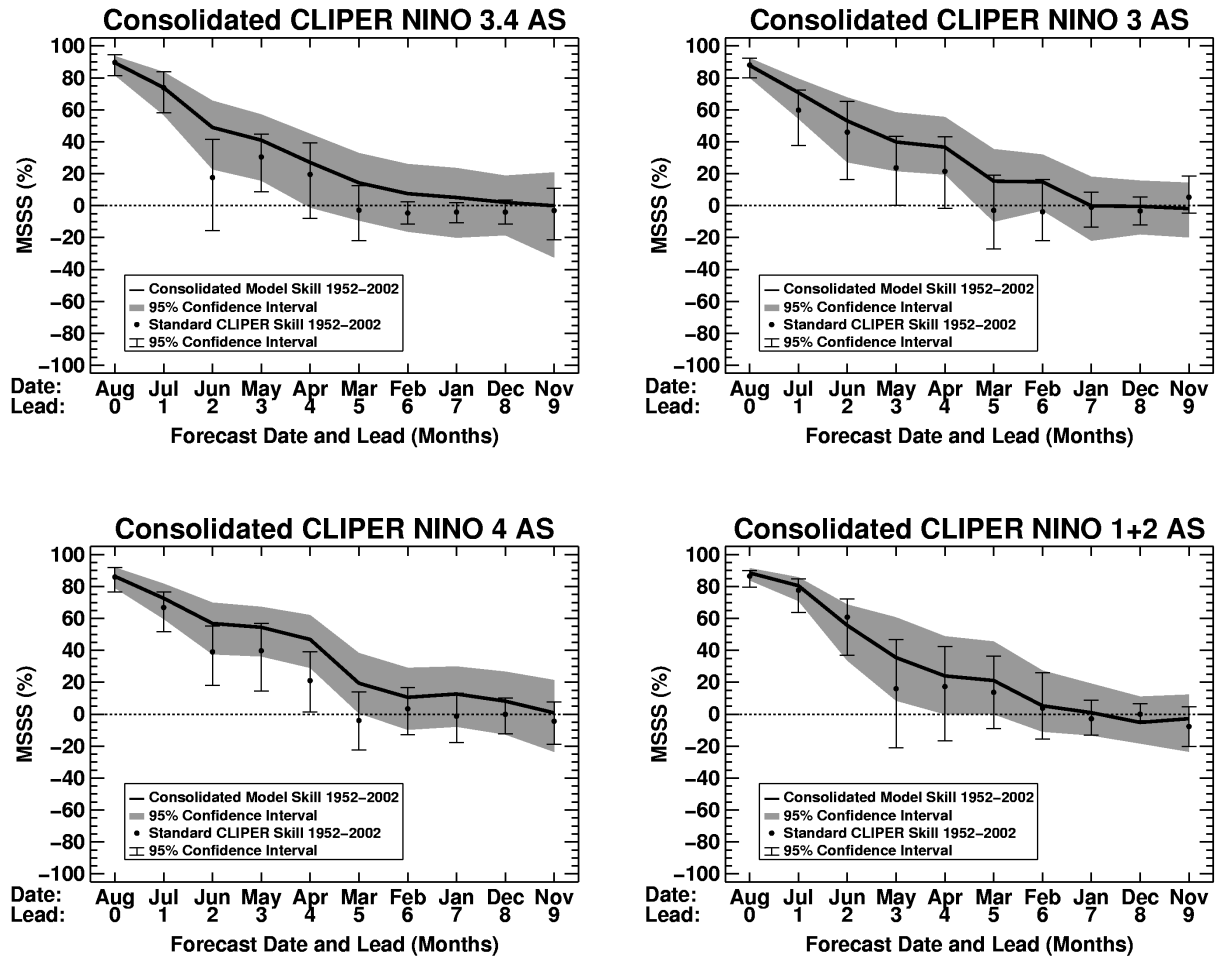 Consolidated CLIPER NINO 3.4 AS
MSSS (%)
100
80
60
40
20
0
−20
−40
−60
−80
−100
Consolidated Model Skill 1952−2002
95% Confidence Interval
Standard CLIPER Skill 1952−2002
95% Confidence Interval
Date: Aug Jul Jun May Apr Mar Feb Jan Dec Nov
Lead: 0 1 2 3 4 5 6 7 8 9
Forecast Date and Lead (Months)
Consolidated CLIPER NINO 3 AS
MSSS (%)
100
80
60
40
20
0
−20
−40
−60
−80
−100
Consolidated Model Skill 1952−2002
95% Confidence Interval
Standard CLIPER Skill 1952−2002
95% Confidence Interval
Date: Aug Jul Jun May Apr Mar Feb Jan Dec Nov
Lead: 0 1 2 3 4 5 6 7 8 9
Forecast Date and Lead (Months)
Consolidated CLIPER NINO 4 AS
MSSS (%)
100
80
60
40
20
0
−20
−40
−60
−80
−100
Consolidated Model Skill 1952−2002
95% Confidence Interval
Standard CLIPER Skill 1952−2002
95% Confidence Interval
Date: Aug Jul Jun May Apr Mar Feb Jan Dec Nov
Lead: 0 1 2 3 4 5 6 7 8 9
Forecast Date and Lead (Months)
Consolidated CLIPER NINO 1+2 AS
MSSS (%)
100
80
60
40
20
0
−20
−40
−60
−80
−100
Consolidated Model Skill 1952−2002
95% Confidence Interval
Standard CLIPER Skill 1952−2002
95% Confidence Interval
Date: Aug Jul Jun May Apr Mar Feb Jan Dec Nov
Lead: 0 1 2 3 4 5 6 7 8 9
Forecast Date and Lead (Months)